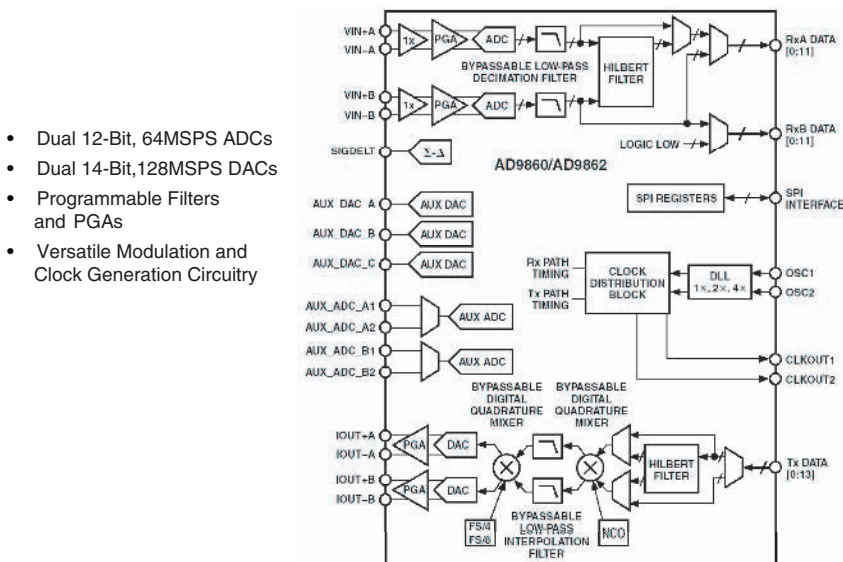 • Dual 12-Bit, 64MSPS ADCs
• Dual 14-Bit,128MSPS DACs
• Programmable Filters
and PGAs
• Versatile Modulation and
Clock Generation Circuitry
VIN+A
VIN–A
1x
PGA
ADC
BYPASSABLE LOW-PASS
DECIMATION FILTER
HILBERT
FILTER
RxA DATA
[0:11]
VIN+B
VIN–B
1x
PGA
ADC
LOGIC LOW
RxB DATA
[0:11]
SIGDELT
Σ-Δ
AD9860/AD9862
AUX_DAC_A
AUX DAC
AUX_DAC_B
AUX DAC
AUX_DAC_C
AUX DAC
SPI REGISTERS
SPI
INTERFACE
Rx PATH
TIMING
Tx PATH
TIMING
CLOCK
DISTRIBUTION
BLOCK
DLL
1×, 2×, 4×
OSC1
OSC2
AUX_ADC_A1
AUX_ADC_A2
AUX ADC
AUX_ADC_B1
AUX_ADC_B2
AUX ADC
CLKOUT1
CLKOUT2
BYPASSABLE
DIGITAL
QUADRATURE
MIXER
BYPASSABLE
DIGITAL
QUADRATURE
MIXER
IOUT+A
IOUT–A
PGA
DAC
IOUT+B
IOUT–B
PGA
DAC
HILBERT
FILTER
Tx DATA
[0:13]
FS/4
FS/8
BYPASSABLE
LOW-PASS
INTERPOLATION
FILTER
NCO